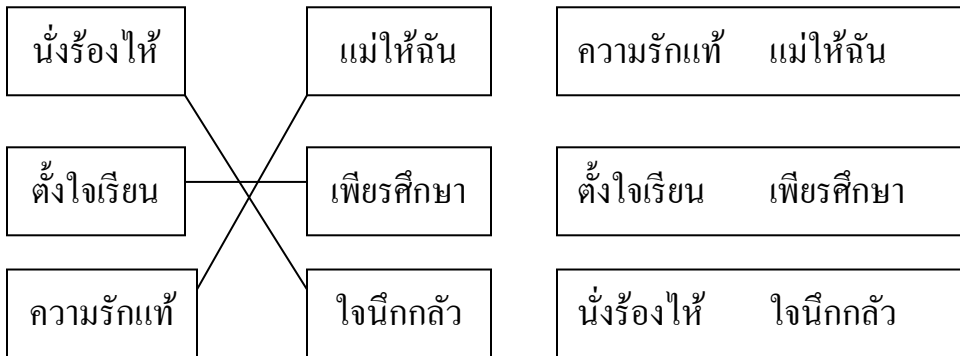 นั่งร้องไห้ แม่ให้ฉัน ความรักแท้ แม่ให้ฉัน
ตั้งใจเรียน เพียรศึกษา ตั้งใจเรียน เพียรศึกษา
ความรักแท้ ใจนึกกลัว นั่งร้องไห้ ใจนึกกลัว